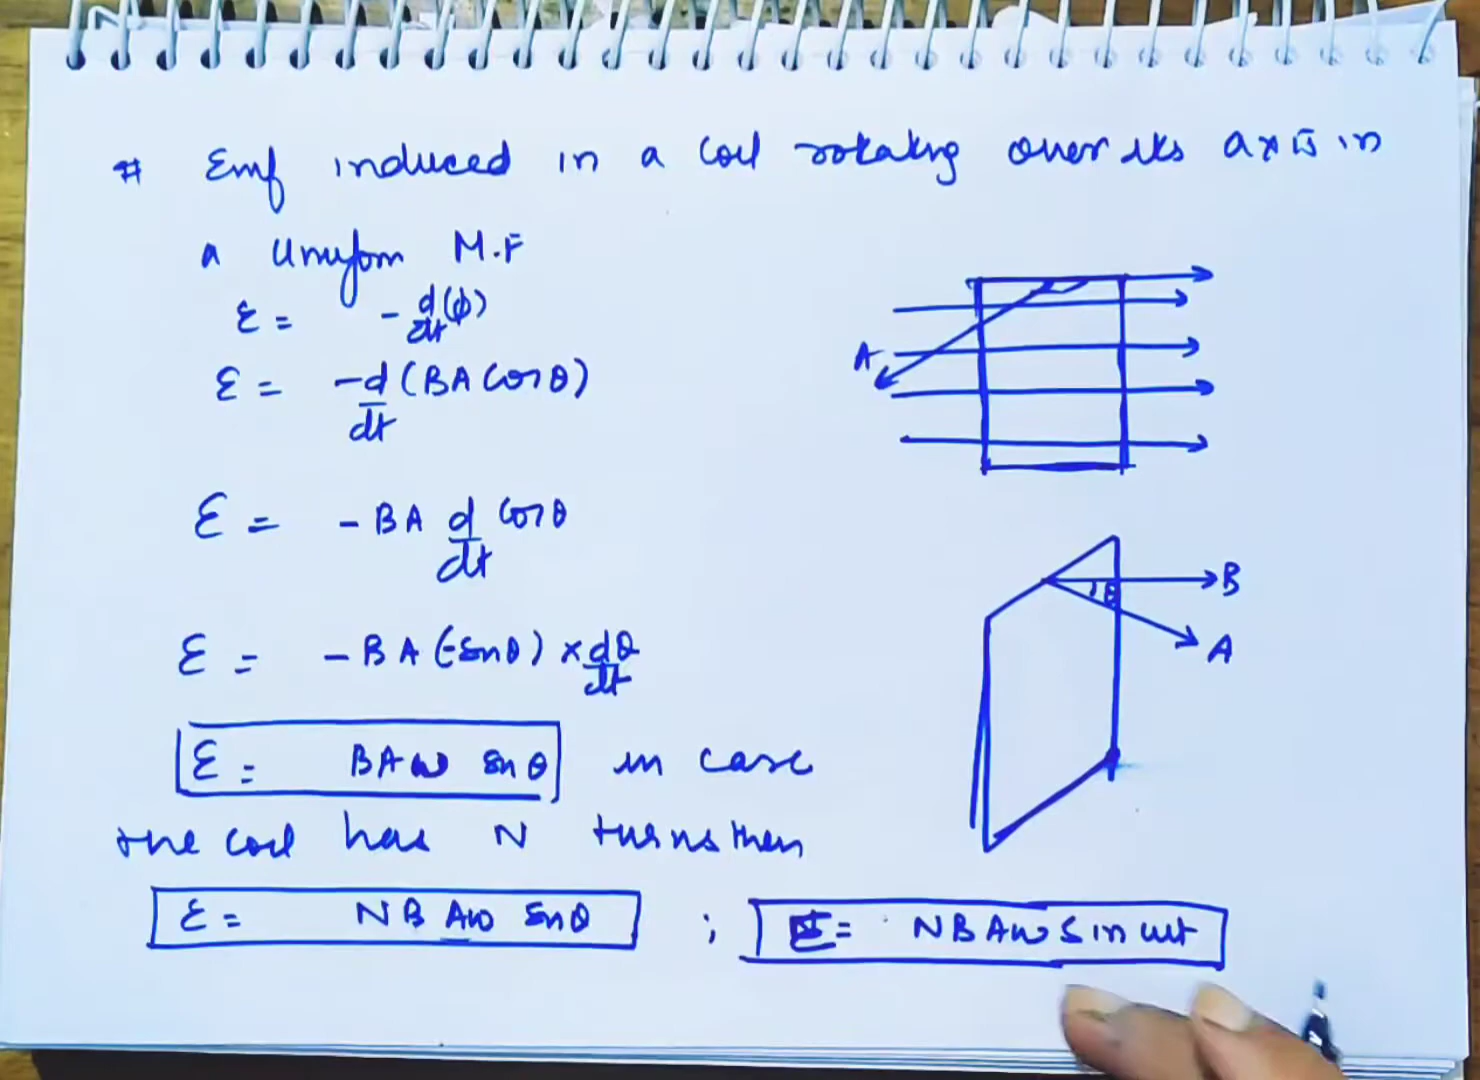 # Emf induced in a coil rotating over its axis in
a Uniform M.F
ε = - d/dt (ϕ)
ε = -d/dt (BA Cosθ)
ε = - BA d/dt Cosθ
ε = - BA (-Sinθ) × dθ/dt
ε = BAω Sinθ in case
the coil has N turns then
ε = NBAω Sinθ ; = NBAω Sin ωt
A
B
θ
A